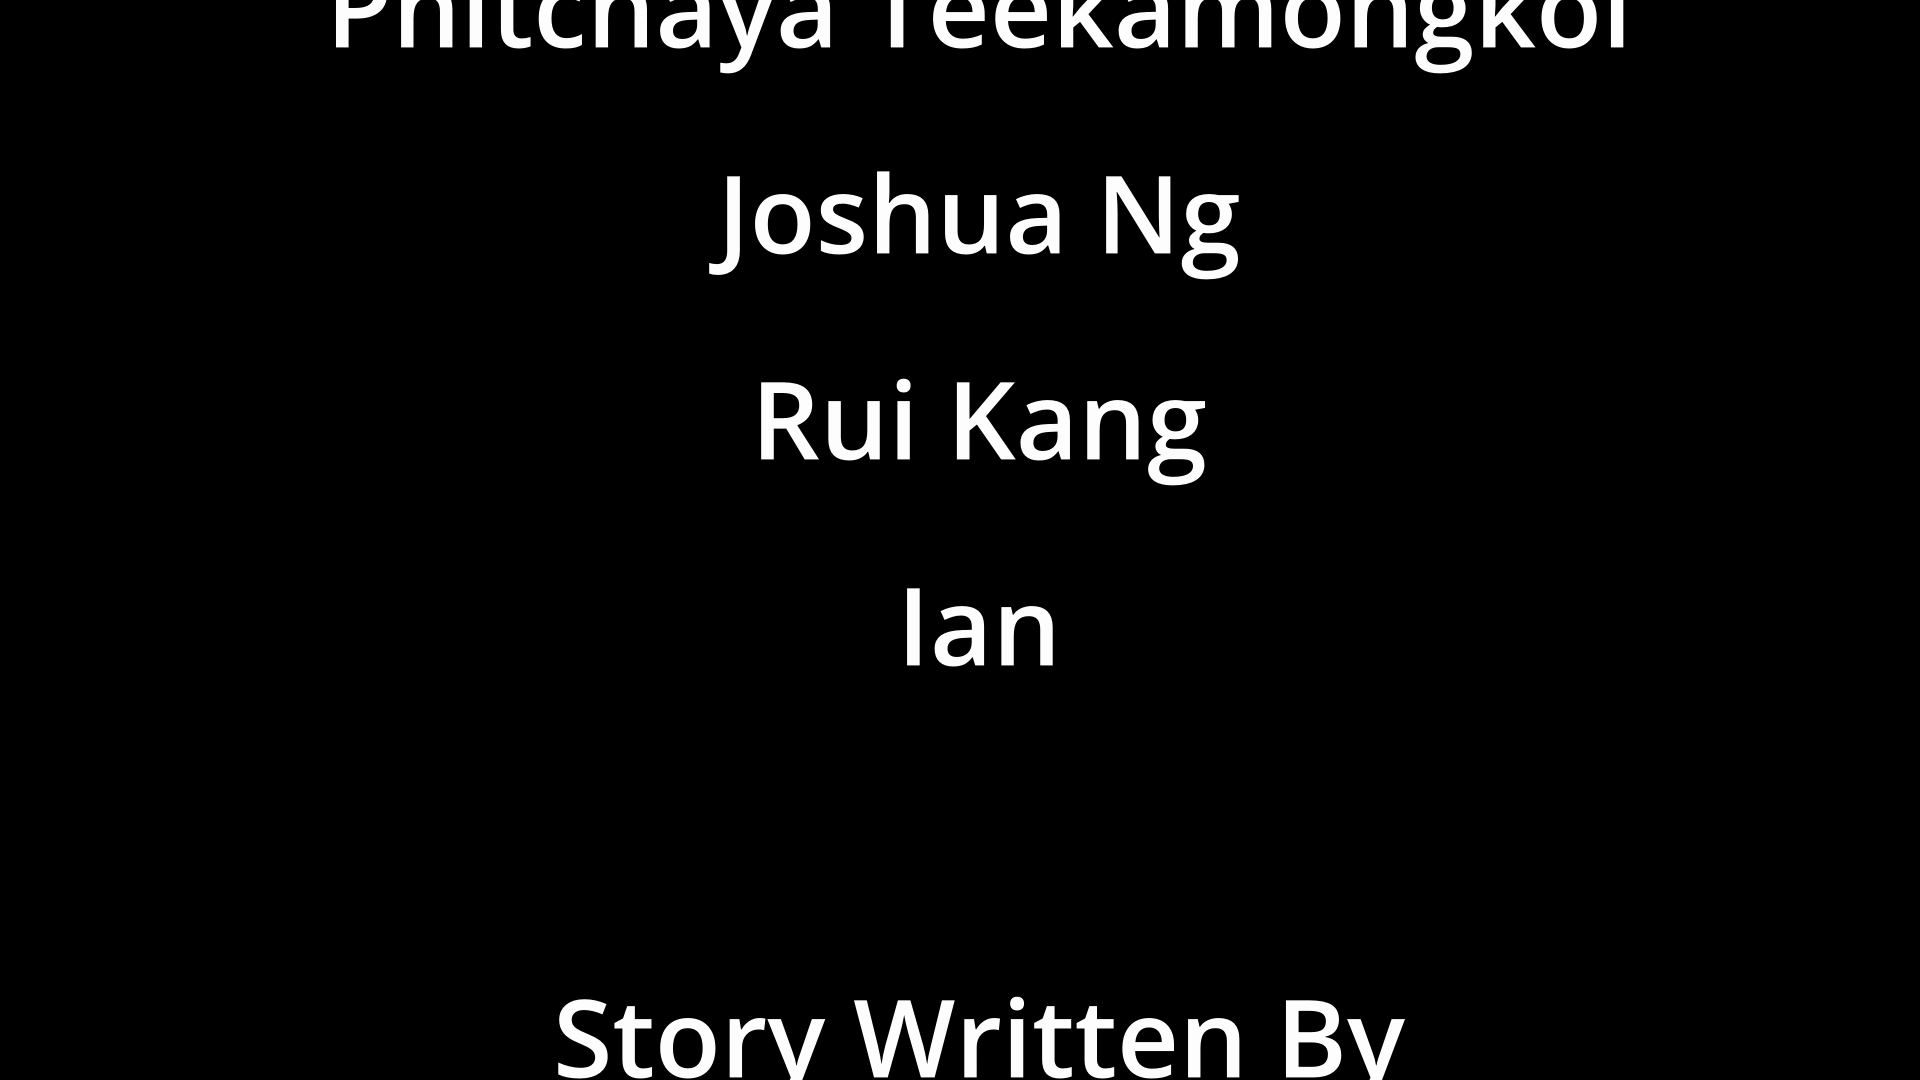 Phitchaya Teekamongkol
Joshua Ng
Rui Kang
Ian
Story Written By